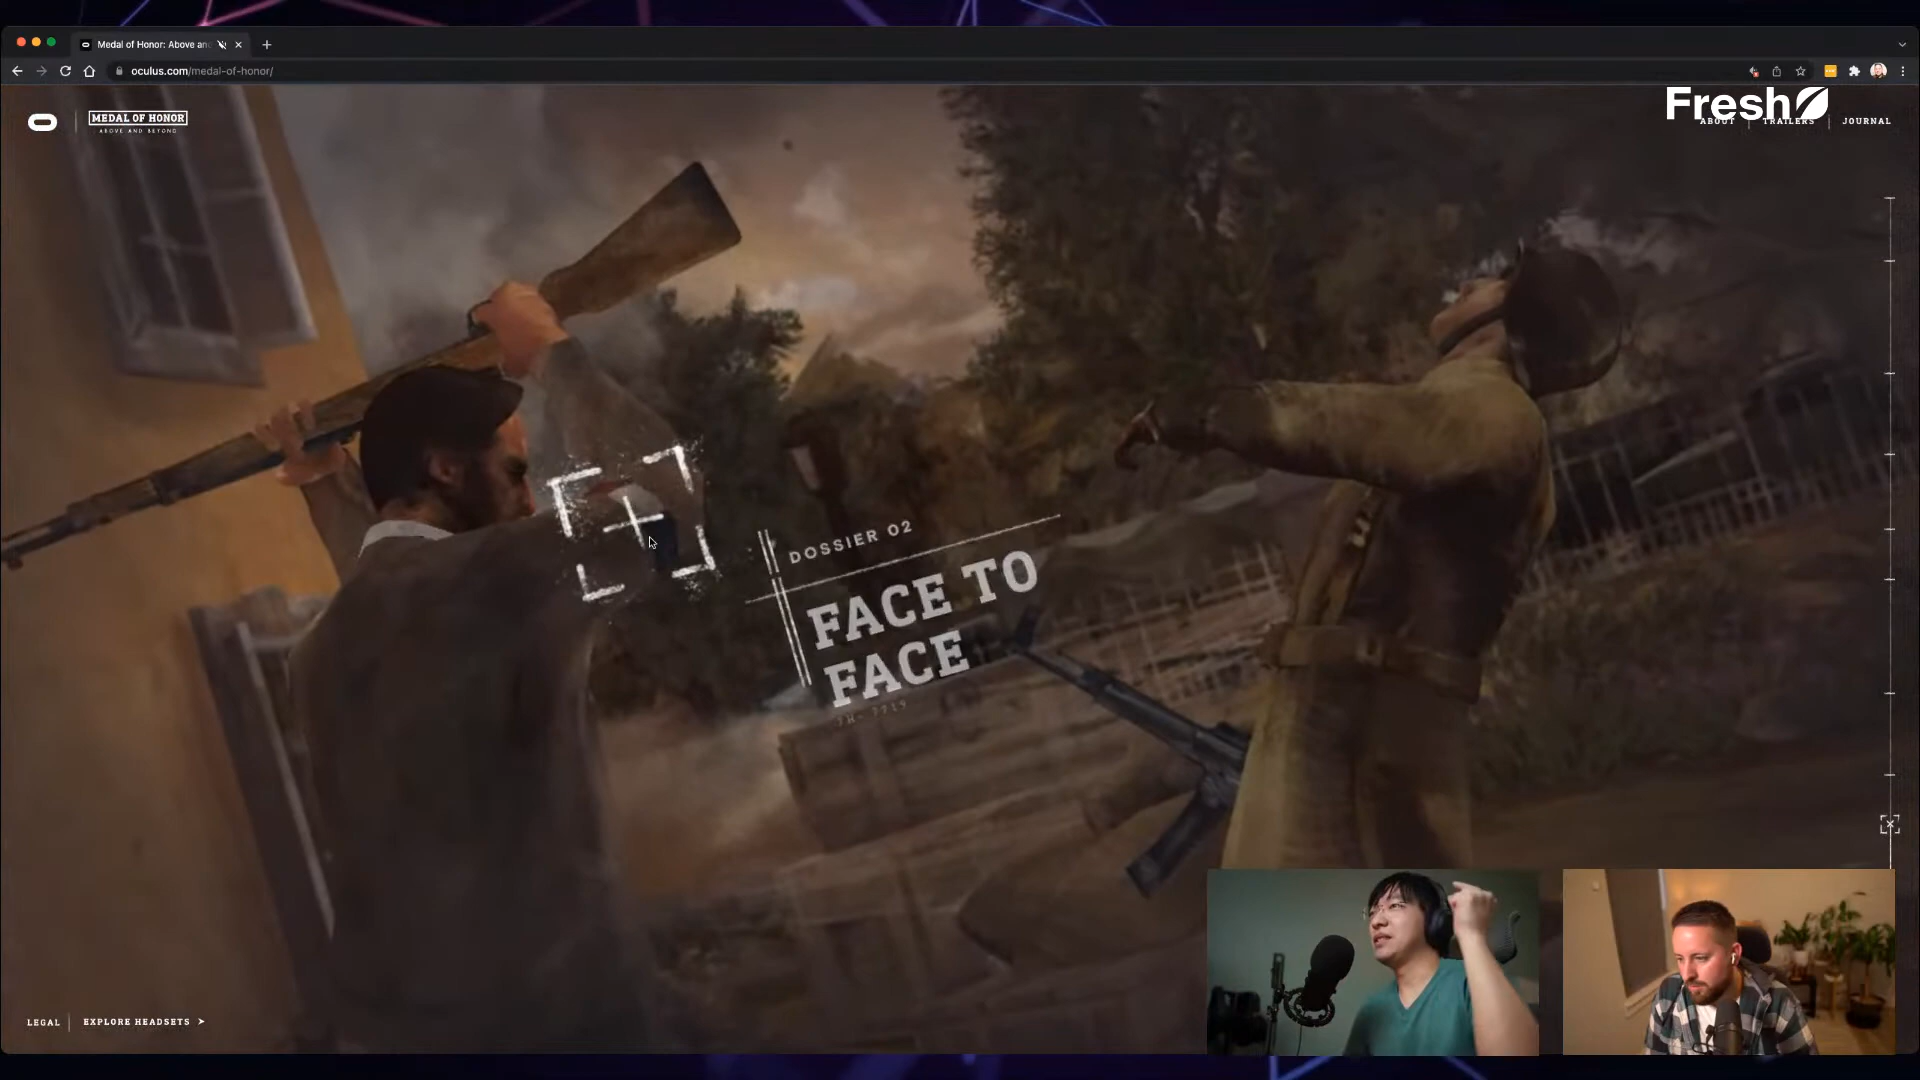 Medal of Honor: Above an
oculus.com/medal-of-honor/
Fresh
MEDAL OF HONOR
ABOVE AND BEYOND
ABOUT
TRAILERS
JOURNAL
DOSSIER 02
FACE TO
FACE
LEGAL
EXPLORE HEADSETS